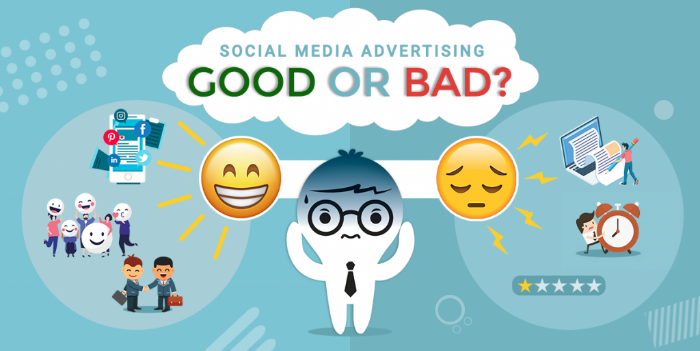 SOCIAL MEDIA ADVERTISING
GOOD OR BAD?